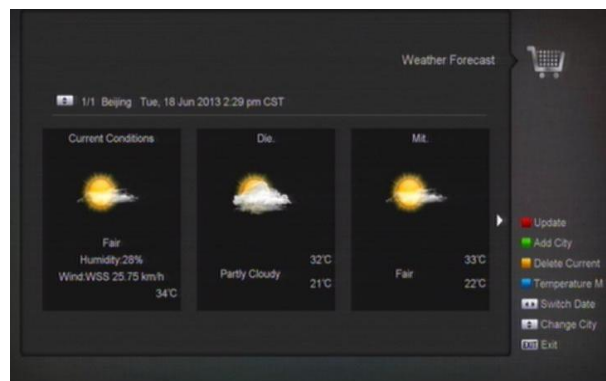 Weather Forecast
1/1 Beijing Tue, 18 Jun 2013 2:29 pm CST
Current Conditions
Fair
Humidity:28%
Wind:WSS 25.75 km/h
34°C
Die.
32°C
Partly Cloudy
21°C
Mit.
33°C
Fair
22°C
Update
Add City
Delete Current
Temperature M
Switch Date
Change City
EXIT Exit